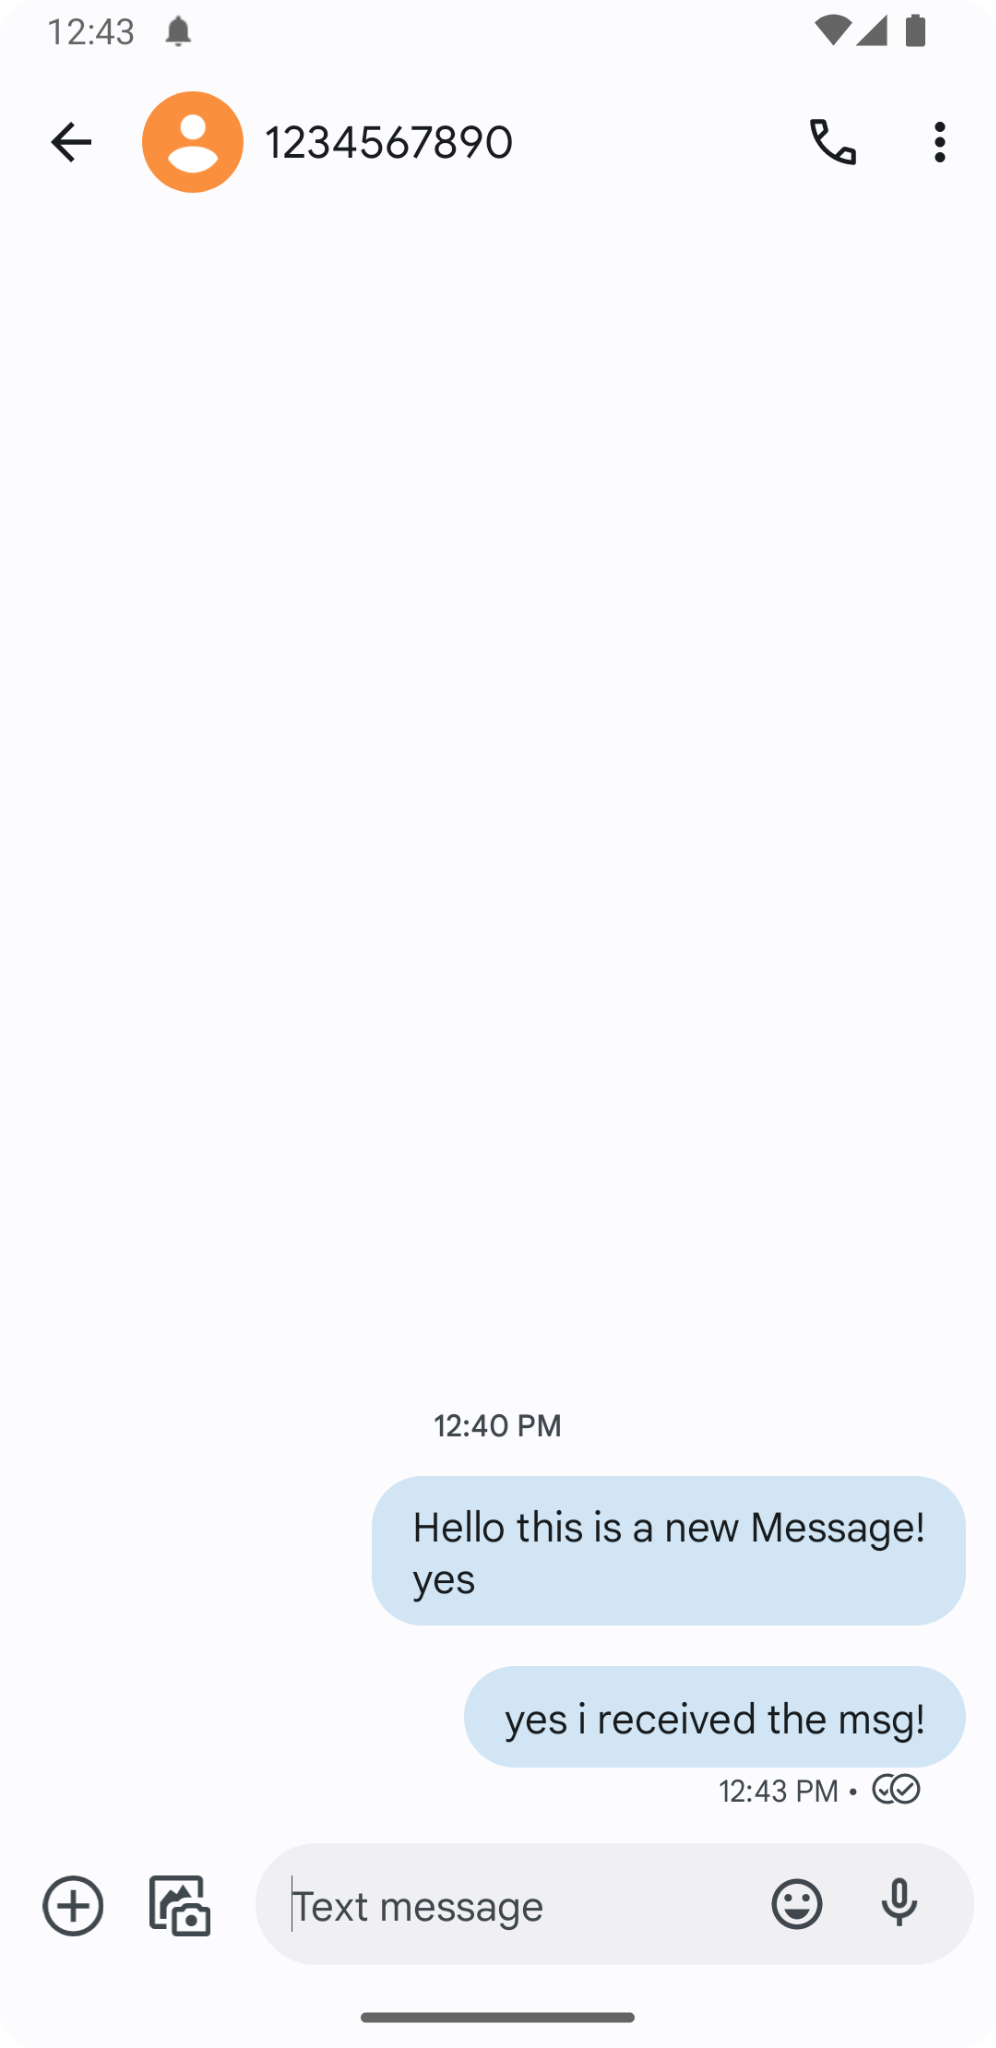 12:43
1234567890
12:40 PM
Hello this is a new Message!
yes
yes i received the msg!
12:43 PM •
Text message